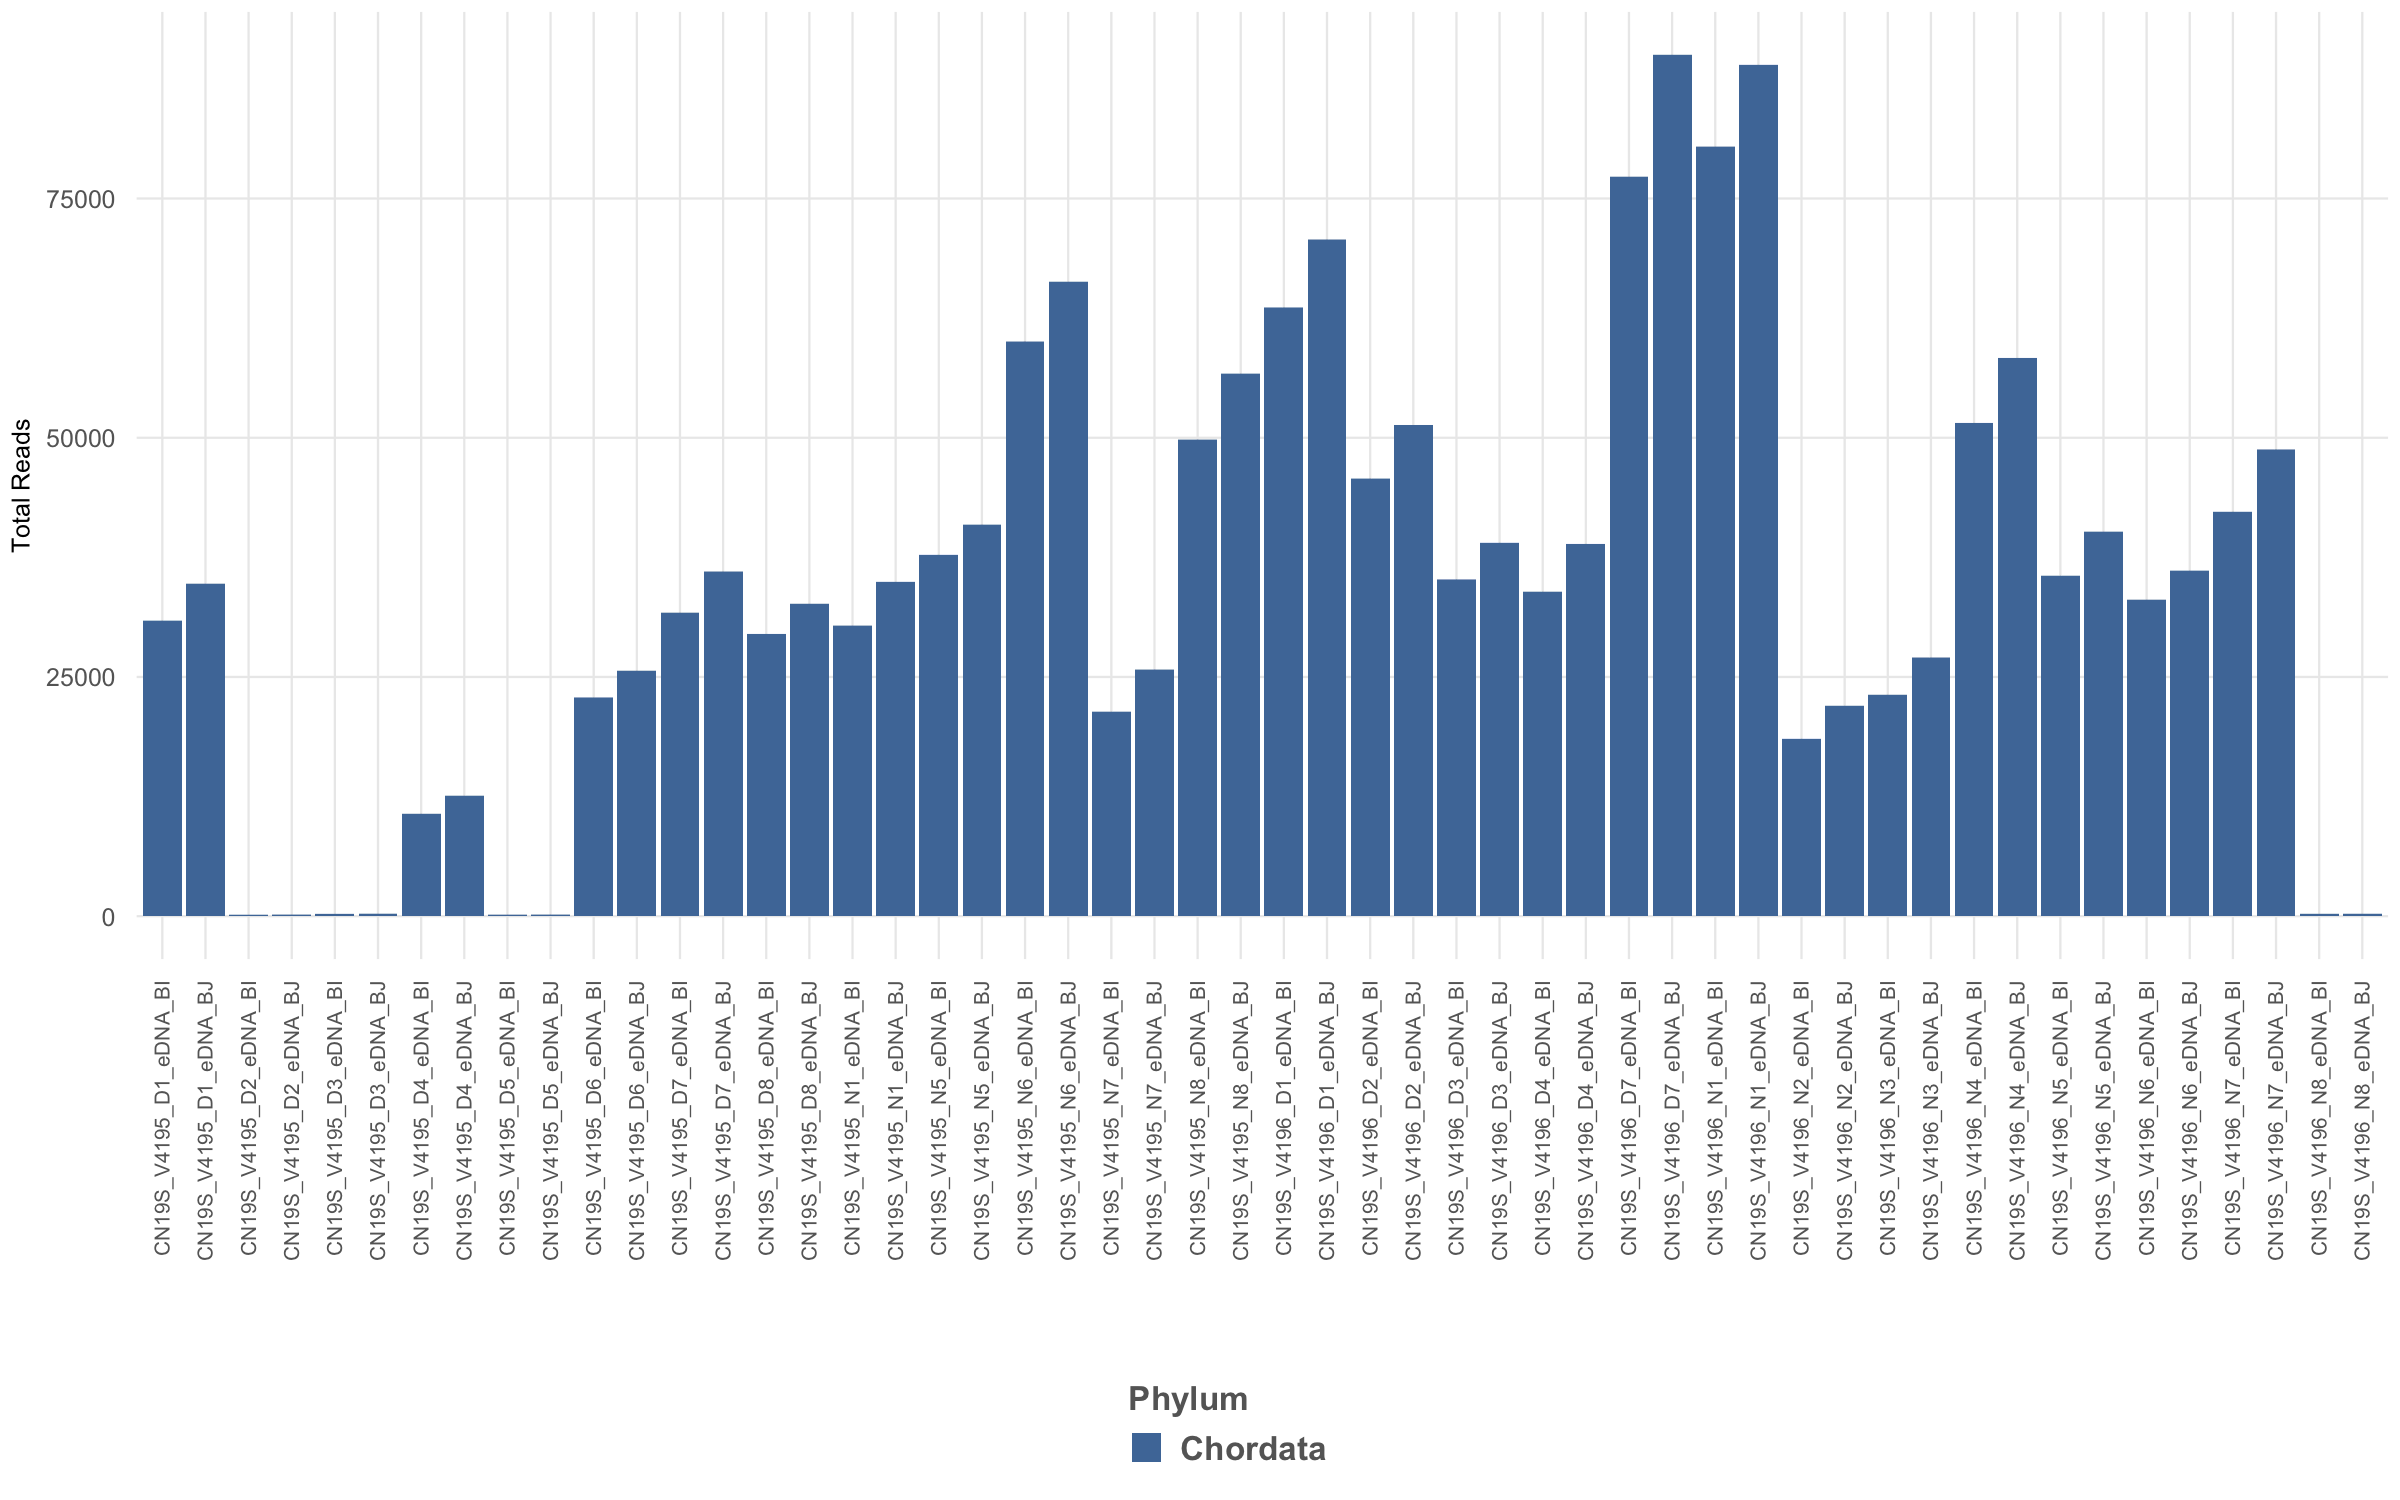 Total Reads
75000
50000
25000
0
CN19S_V4195_D1_eDNA_BI
CN19S_V4195_D1_eDNA_BJ
CN19S_V4195_D2_eDNA_BI
CN19S_V4195_D2_eDNA_BJ
CN19S_V4195_D3_eDNA_BI
CN19S_V4195_D3_eDNA_BJ
CN19S_V4195_D4_eDNA_BI
CN19S_V4195_D4_eDNA_BJ
CN19S_V4195_D5_eDNA_BI
CN19S_V4195_D5_eDNA_BJ
CN19S_V4195_D6_eDNA_BI
CN19S_V4195_D6_eDNA_BJ
CN19S_V4195_D7_eDNA_BI
CN19S_V4195_D7_eDNA_BJ
CN19S_V4195_D8_eDNA_BI
CN19S_V4195_D8_eDNA_BJ
CN19S_V4195_N1_eDNA_BI
CN19S_V4195_N1_eDNA_BJ
CN19S_V4195_N5_eDNA_BI
CN19S_V4195_N5_eDNA_BJ
CN19S_V4195_N6_eDNA_BI
CN19S_V4195_N6_eDNA_BJ
CN19S_V4195_N7_eDNA_BI
CN19S_V4195_N7_eDNA_BJ
CN19S_V4195_N8_eDNA_BI
CN19S_V4195_N8_eDNA_BJ
CN19S_V4196_D1_eDNA_BI
CN19S_V4196_D1_eDNA_BJ
CN19S_V4196_D2_eDNA_BI
CN19S_V4196_D2_eDNA_BJ
CN19S_V4196_D3_eDNA_BI
CN19S_V4196_D3_eDNA_BJ
CN19S_V4196_D4_eDNA_BI
CN19S_V4196_D4_eDNA_BJ
CN19S_V4196_D7_eDNA_BI
CN19S_V4196_D7_eDNA_BJ
CN19S_V4196_N1_eDNA_BI
CN19S_V4196_N1_eDNA_BJ
CN19S_V4196_N2_eDNA_BI
CN19S_V4196_N2_eDNA_BJ
CN19S_V4196_N3_eDNA_BI
CN19S_V4196_N3_eDNA_BJ
CN19S_V4196_N4_eDNA_BI
CN19S_V4196_N4_eDNA_BJ
CN19S_V4196_N5_eDNA_BI
CN19S_V4196_N5_eDNA_BJ
CN19S_V4196_N6_eDNA_BI
CN19S_V4196_N6_eDNA_BJ
CN19S_V4196_N7_eDNA_BI
CN19S_V4196_N7_eDNA_BJ
CN19S_V4196_N8_eDNA_BI
CN19S_V4196_N8_eDNA_BJ
Phylum
Chordata